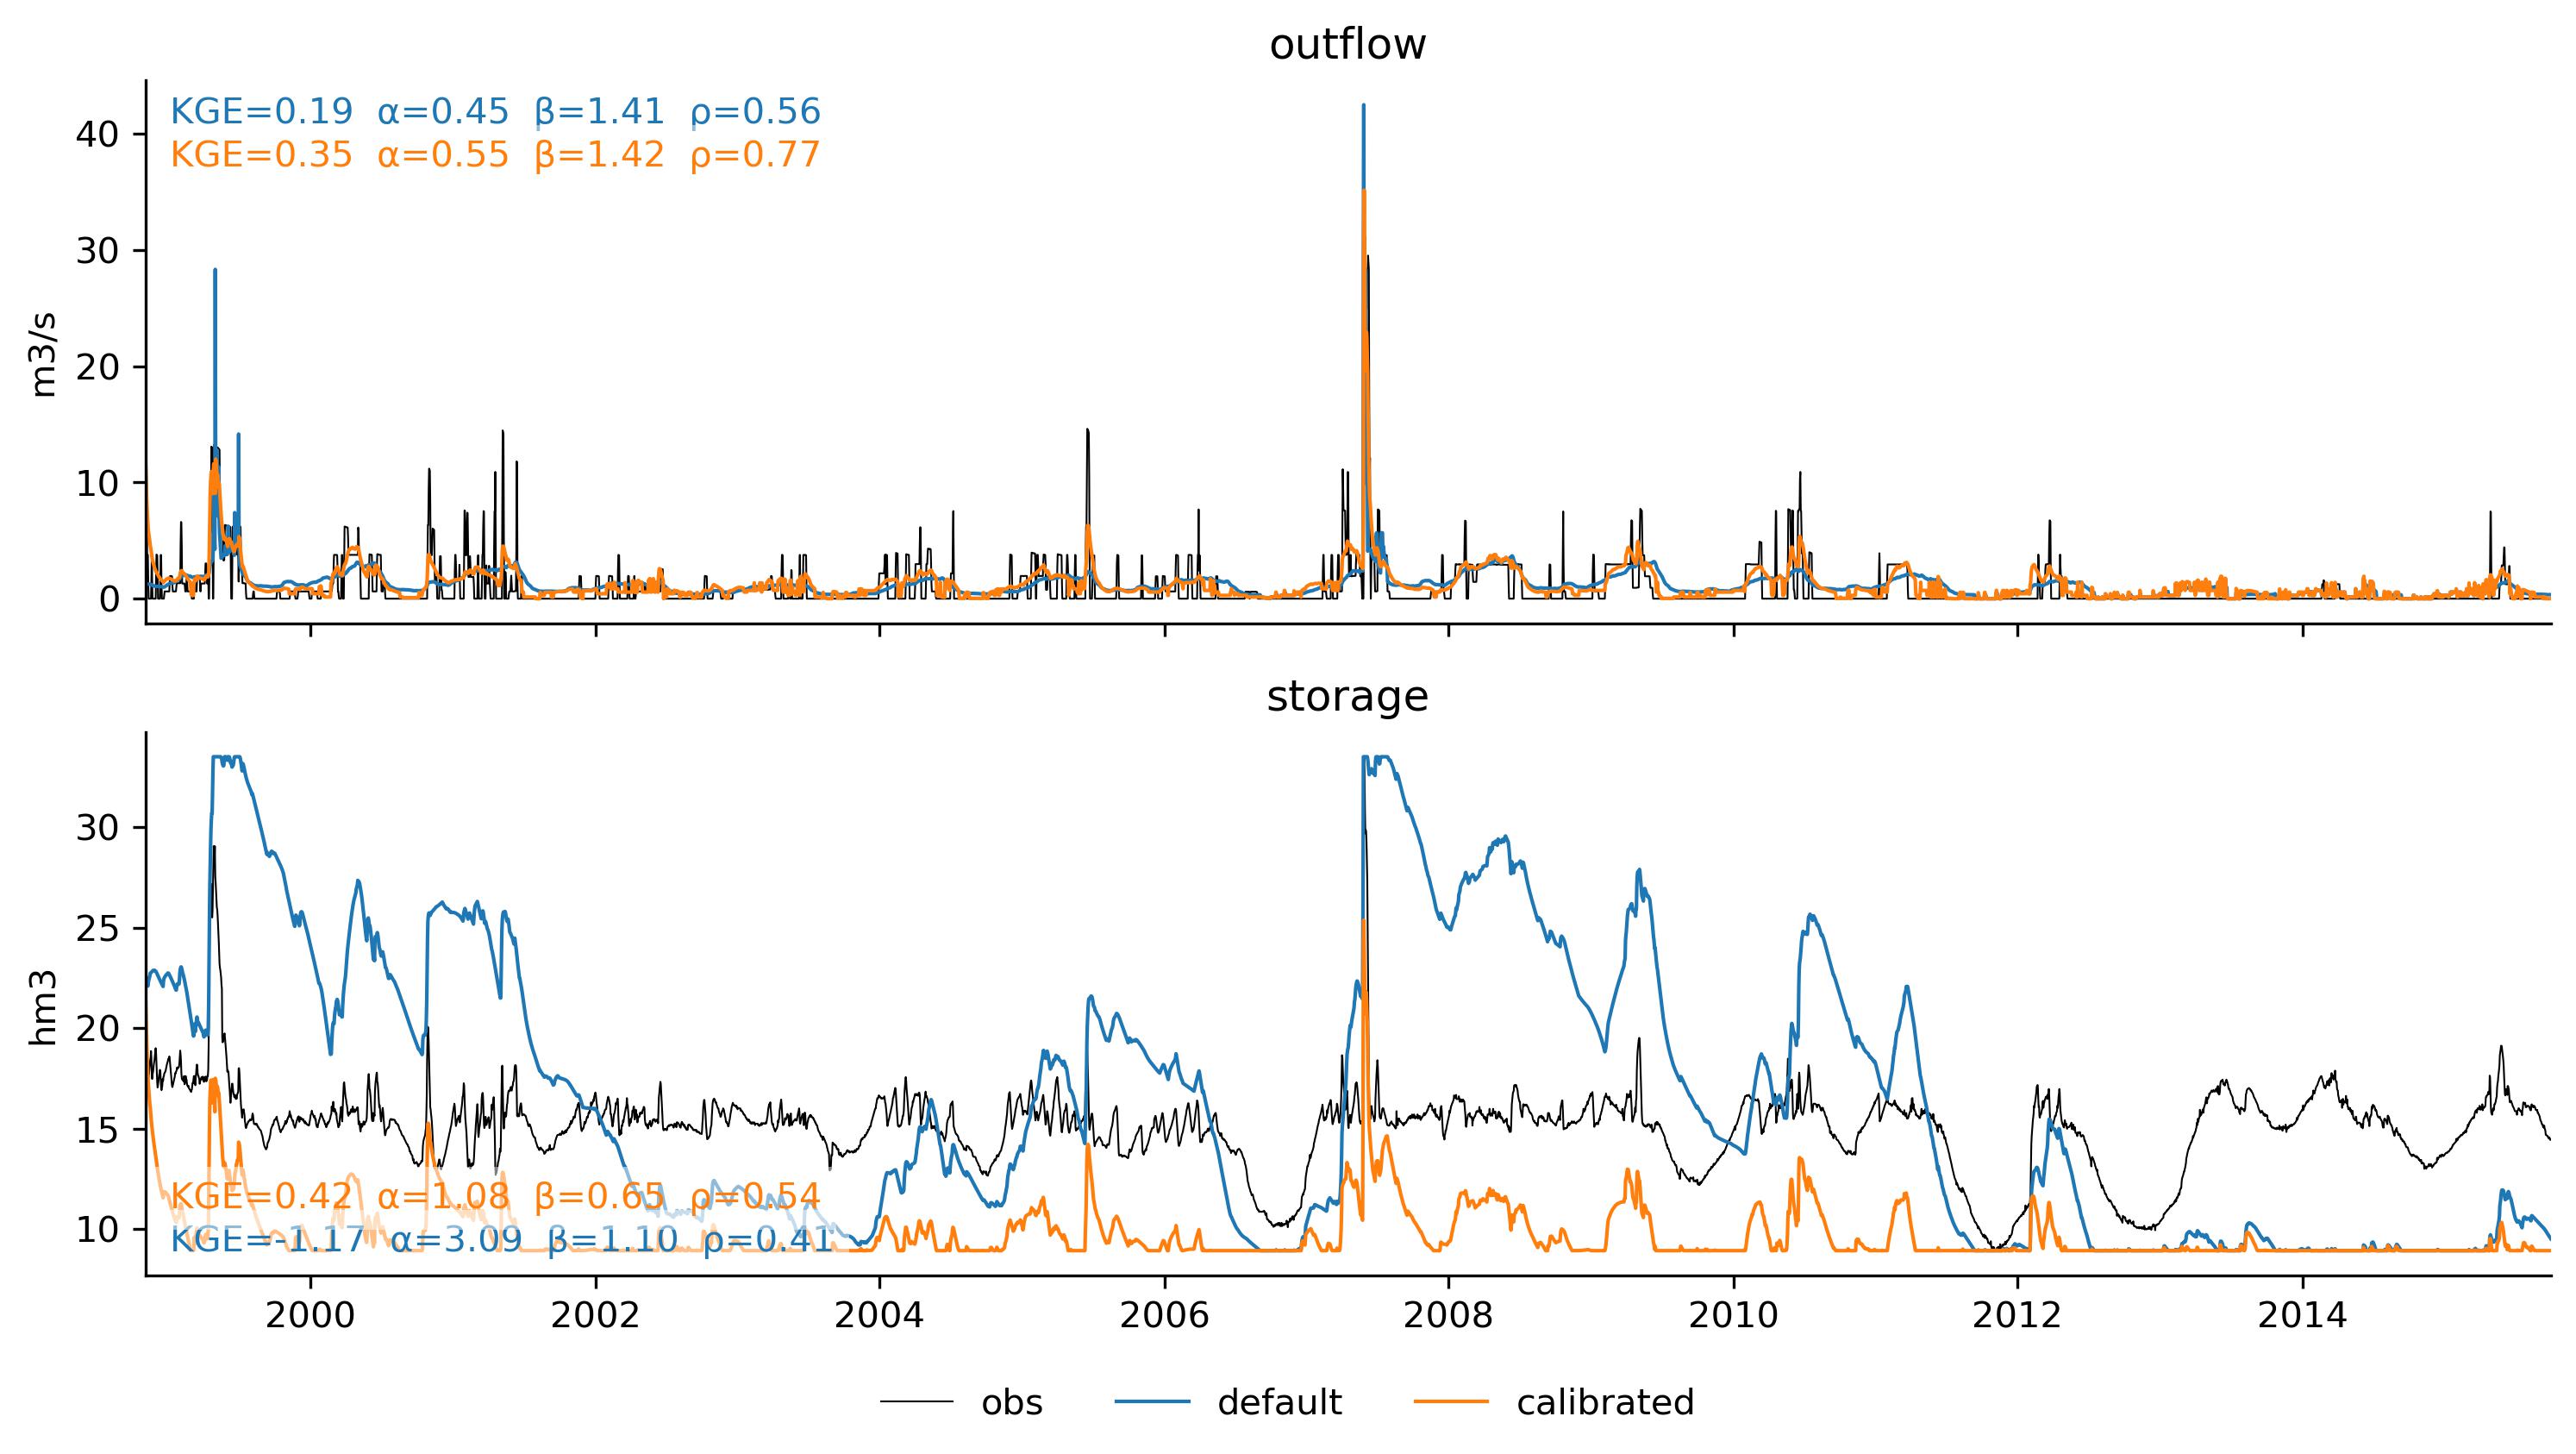 outflow
KGE=0.19 α=0.45 β=1.41 ρ=0.56
KGE=0.35 α=0.55 β=1.42 ρ=0.77
m3/s
40
30
20
10
0
storage
hm3
30
25
20
15
10
KGE=0.42 α=1.08 β=0.65 ρ=0.54
KGE=-1.17 α=3.09 β=1.10 ρ=0.41
2000 2002 2004 2006 2008 2010 2012 2014
obs default calibrated